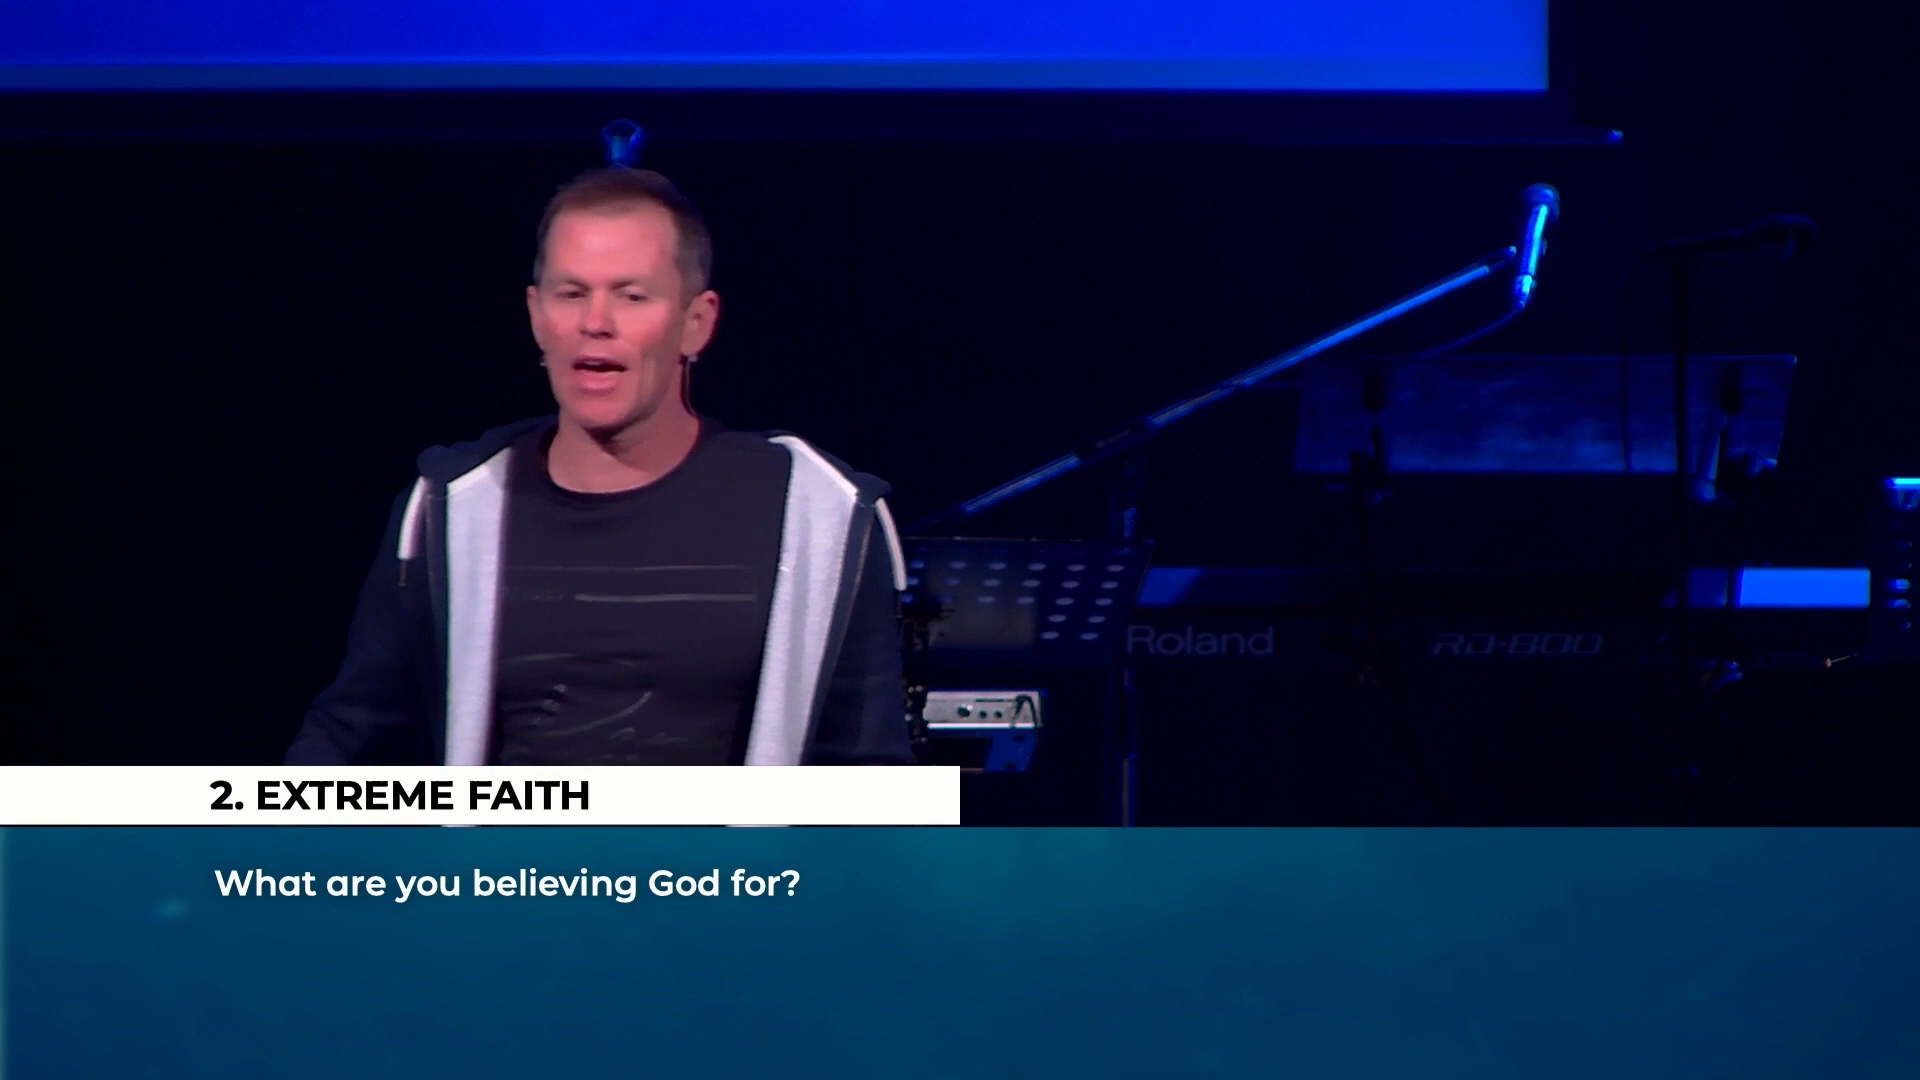 Roland
RD-800
2. EXTREME FAITH
What are you believing God for?